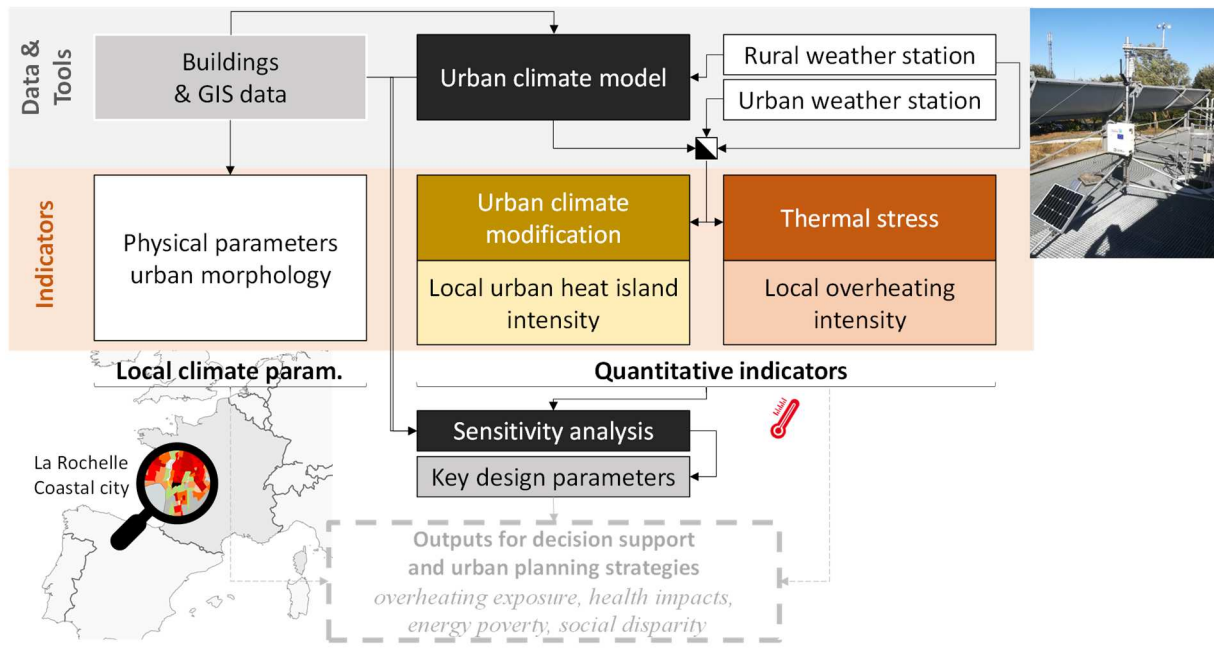 Data &
Tools
Buildings
& GIS data
Urban climate model
Rural weather station
Urban weather station
Indicators
Physical parameters
urban morphology
Urban climate
modification
Local urban heat island
intensity
Thermal stress
Local overheating
intensity
Local climate param.
Quantitative indicators
La Rochelle
Coastal city
Sensitivity analysis
Key design parameters
Outputs for decision support
and urban planning strategies
overheating exposure, health impacts,
energy poverty, social disparity